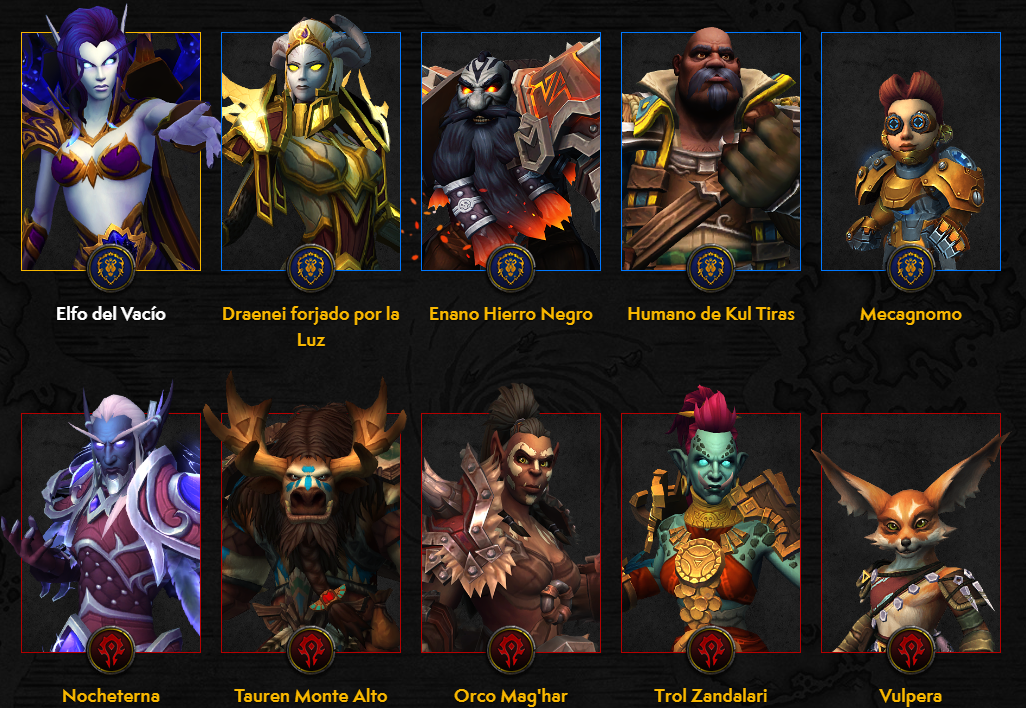 Elfo del Vacío
Draenei forjado por la
Luz
Enano Hierro Negro
Humano de Kul Tiras
Mecagnomo
Nocheterna
Tauren Monte Alto
Orco Mag'har
Trol Zandalari
Vulpera